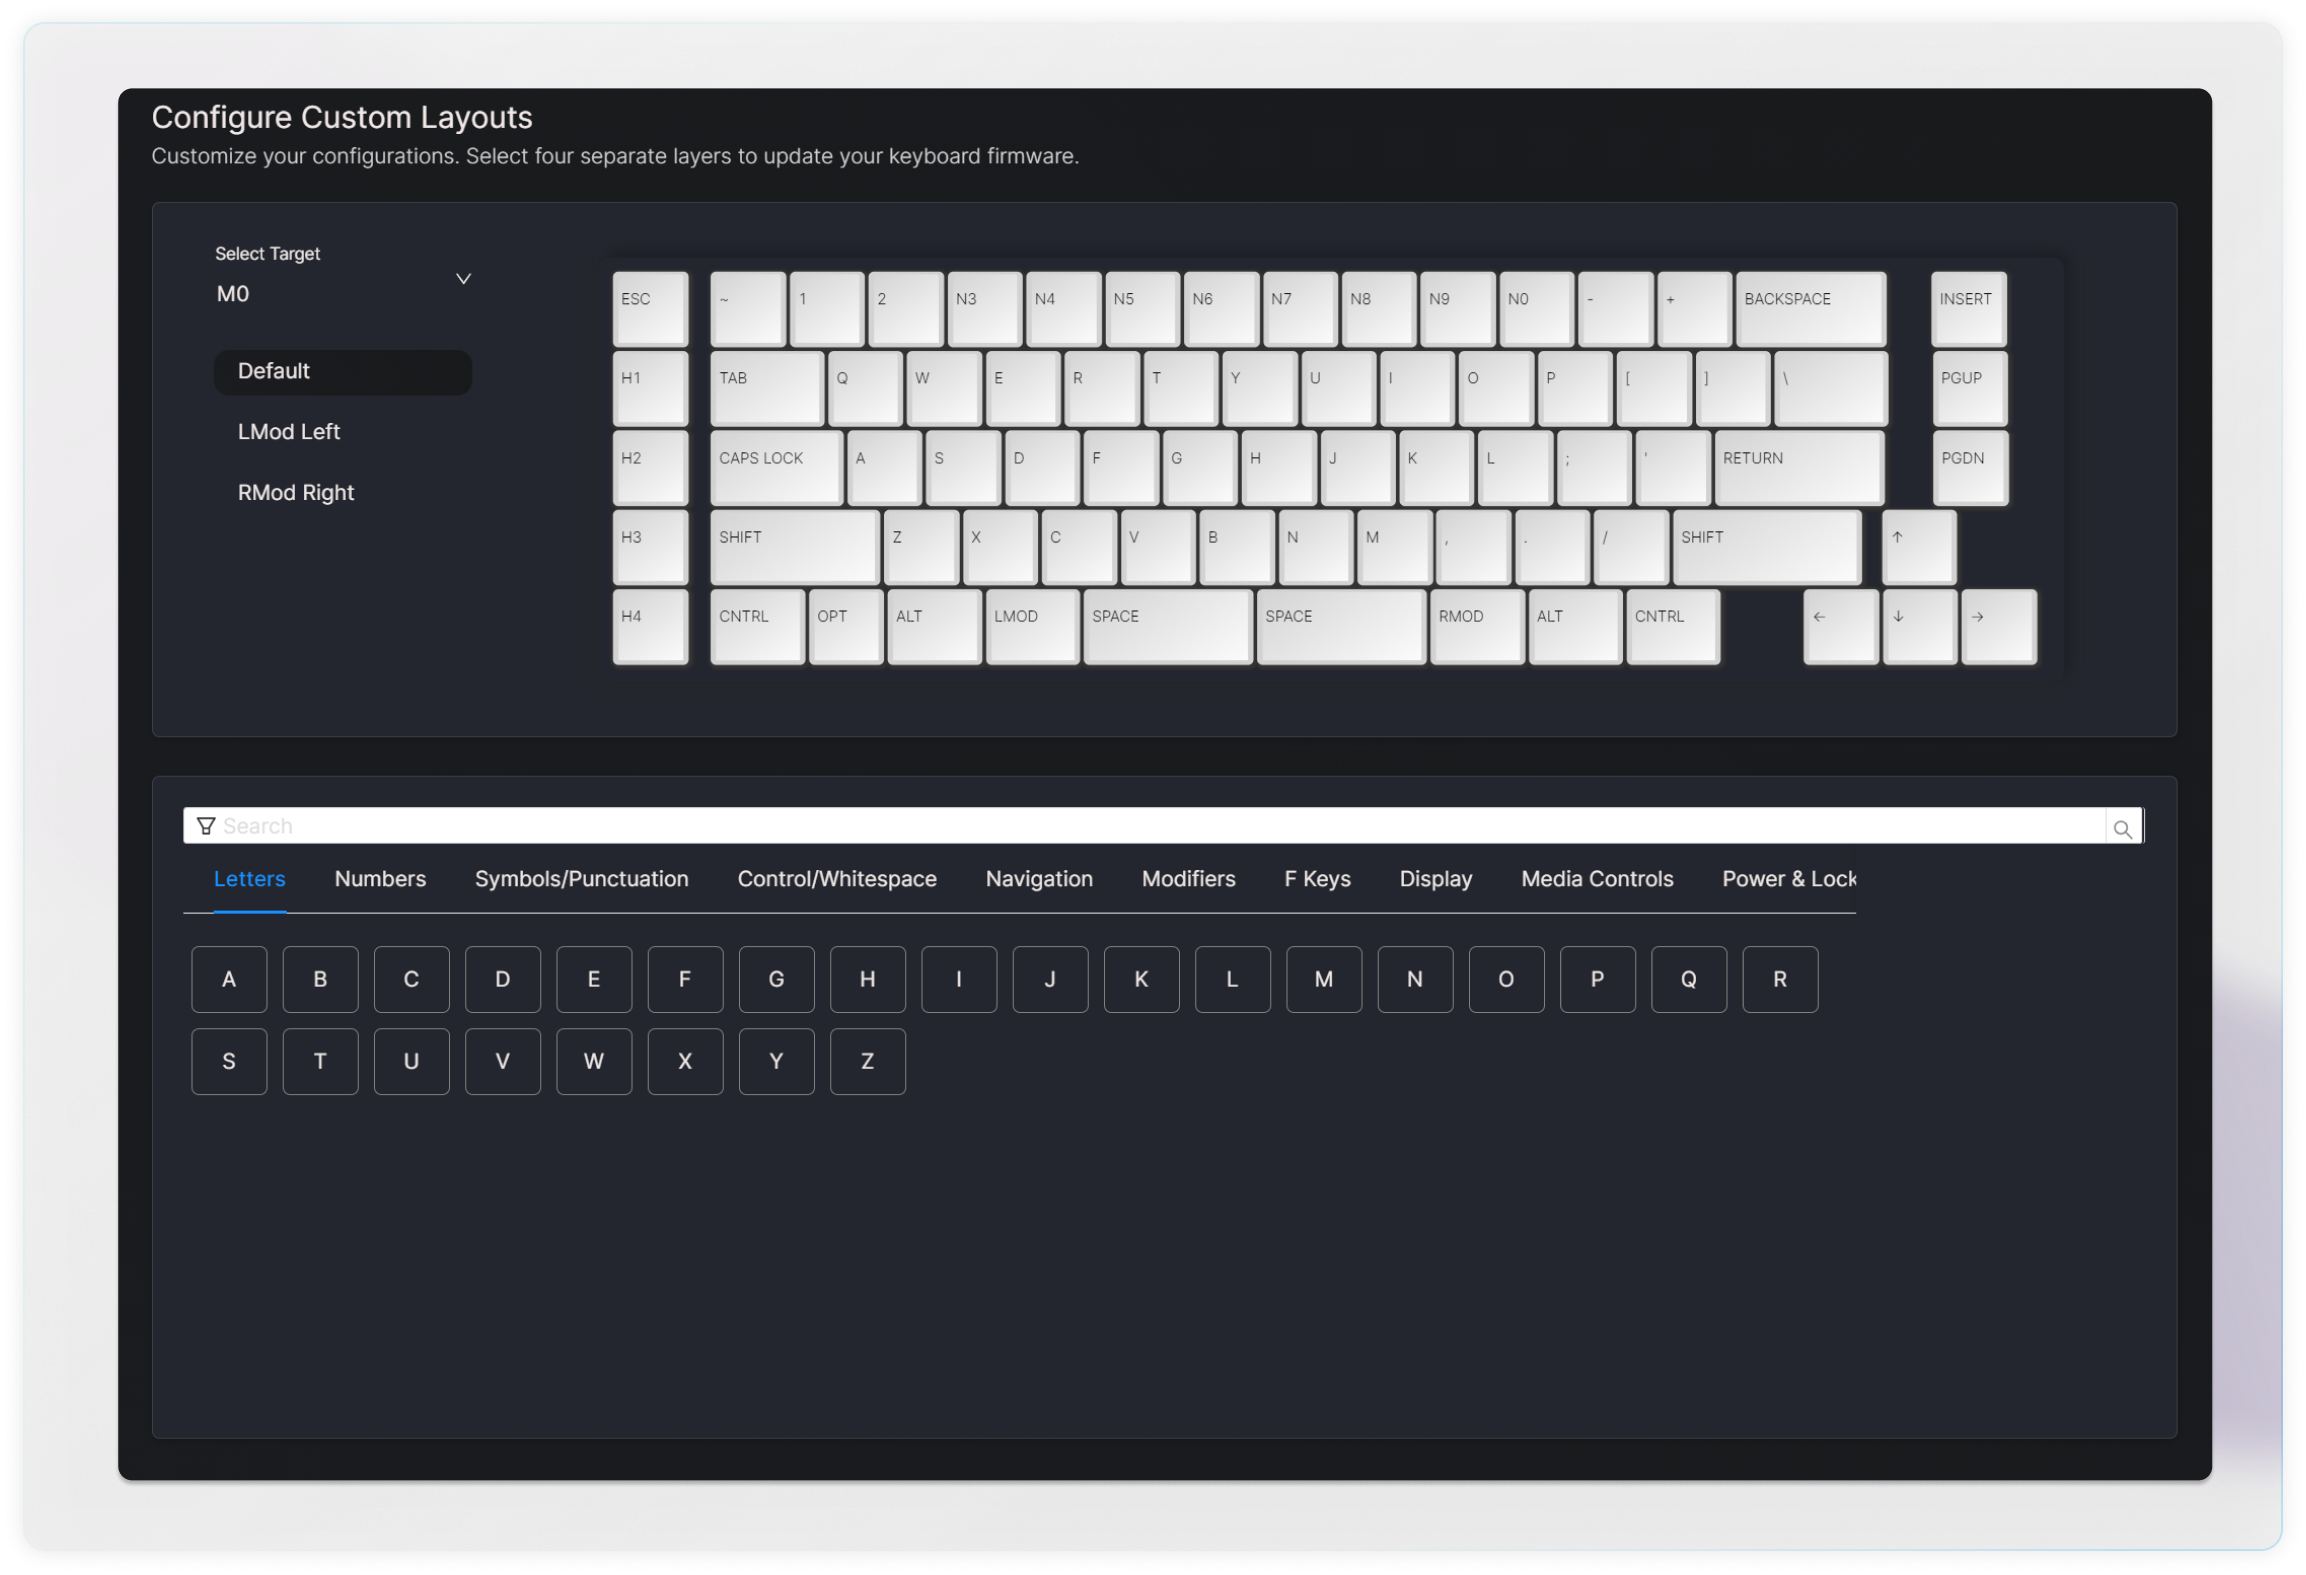 Configure Custom Layouts
Customize your configurations. Select four separate layers to update your keyboard firmware.
Select Target
M0
Default
LMod Left
RMod Right
ESC ~ 1 2 N3 N4 N5 N6 N7 N8 N9 N0 - + BACKSPACE INSERT
H1 TAB Q W E R T Y U I O P [ ] \ PGUP
H2 CAPS LOCK A S D F G H J K L ; ' RETURN PGDN
H3 SHIFT Z X C V B N M , . / SHIFT ↑
H4 CNTRL OPT ALT LMOD SPACE SPACE RMOD ALT CNTRL ← ↓ →
Search
Letters Numbers Symbols/Punctuation Control/Whitespace Navigation Modifiers F Keys Display Media Controls Power & Lock
A B C D E F G H I J K L M N O P Q R
S T U V W X Y Z